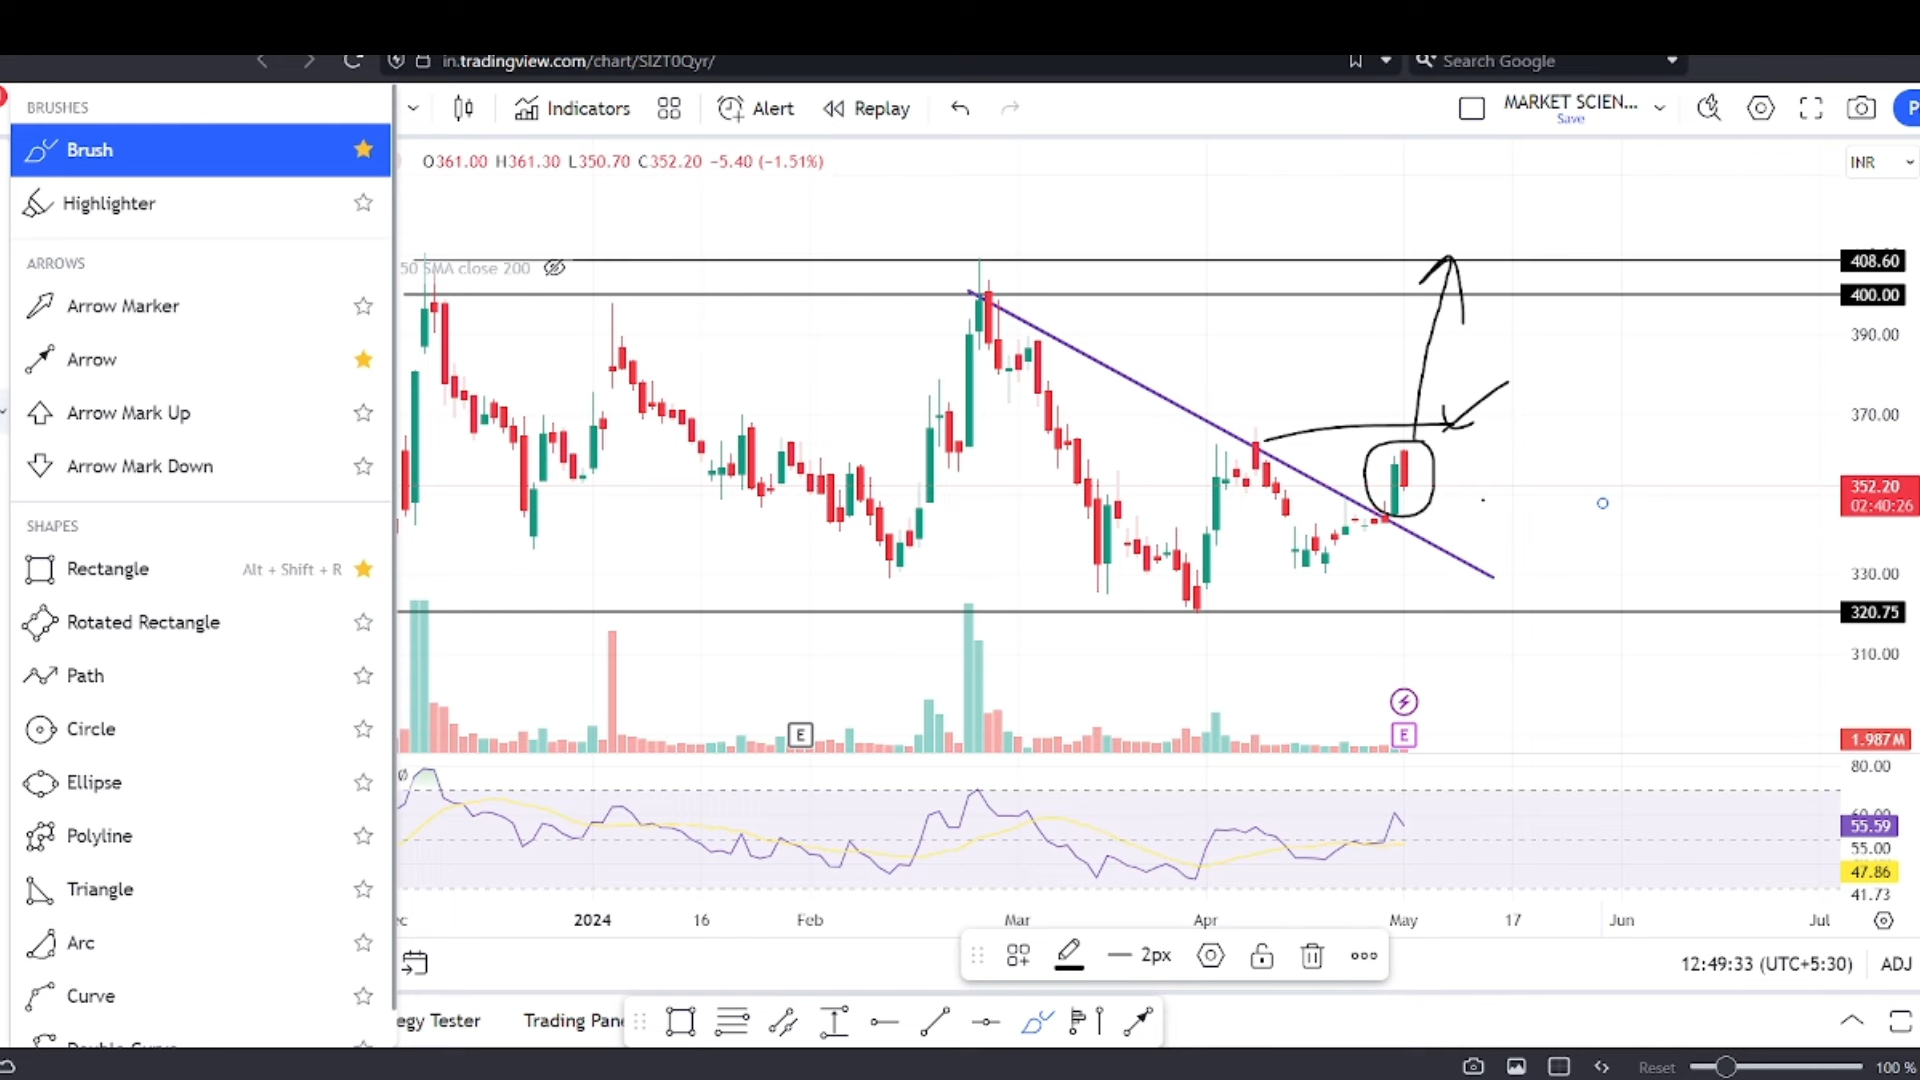 in.tradingview.com/chart/SIZT0Qyr/
Search Google
BRUSHES
Brush
Highlighter
ARROWS
Arrow Marker
Arrow
Arrow Mark Up
Arrow Mark Down
SHAPES
Rectangle Alt + Shift + R
Rotated Rectangle
Path
Circle
Ellipse
Polyline
Triangle
Arc
Curve
Indicators
Alert
Replay
MARKET SCIEN...
Save
P
O361.00 H361.30 L350.70 C352.20 −5.40 (−1.51%)
INR
50 SMA close 200
408.60
400.00
390.00
370.00
352.20
02:40:26
330.00
320.75
310.00
E
E
1.987M
80.00
55.59
55.00
47.86
41.73
2024 16 Feb Mar Apr May 17 Jun Jul
2px
12:49:33 (UTC+5:30) ADJ
egy Tester
Trading Pane
Reset
100 %